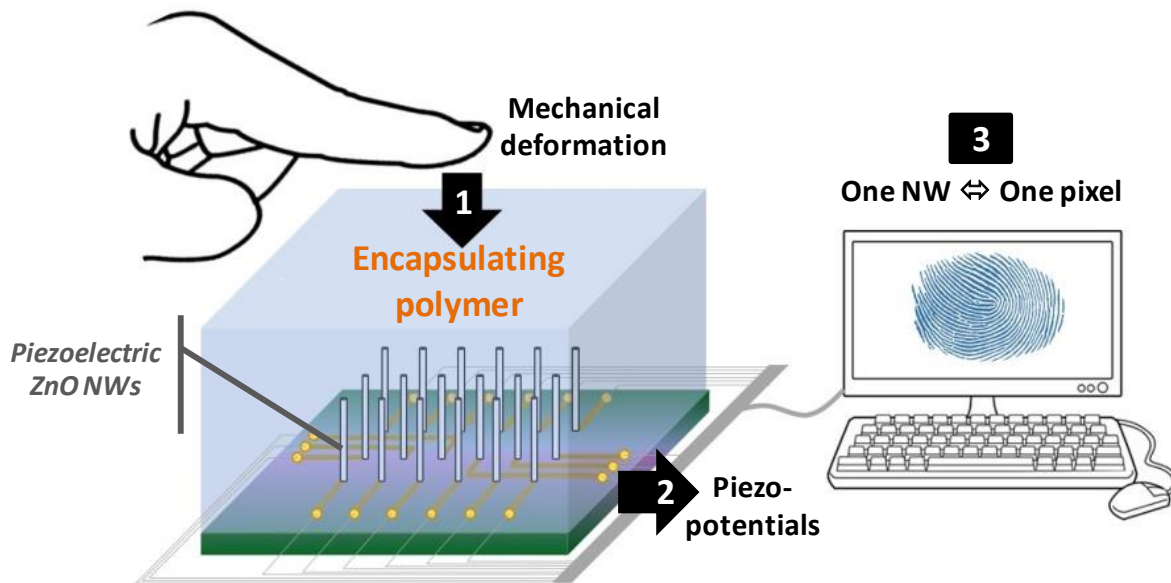 Mechanical
deformation
1
3
One NW ⇔ One pixel
Encapsulating
polymer
Piezoelectric
ZnO NWs
2
Piezo-
potentials